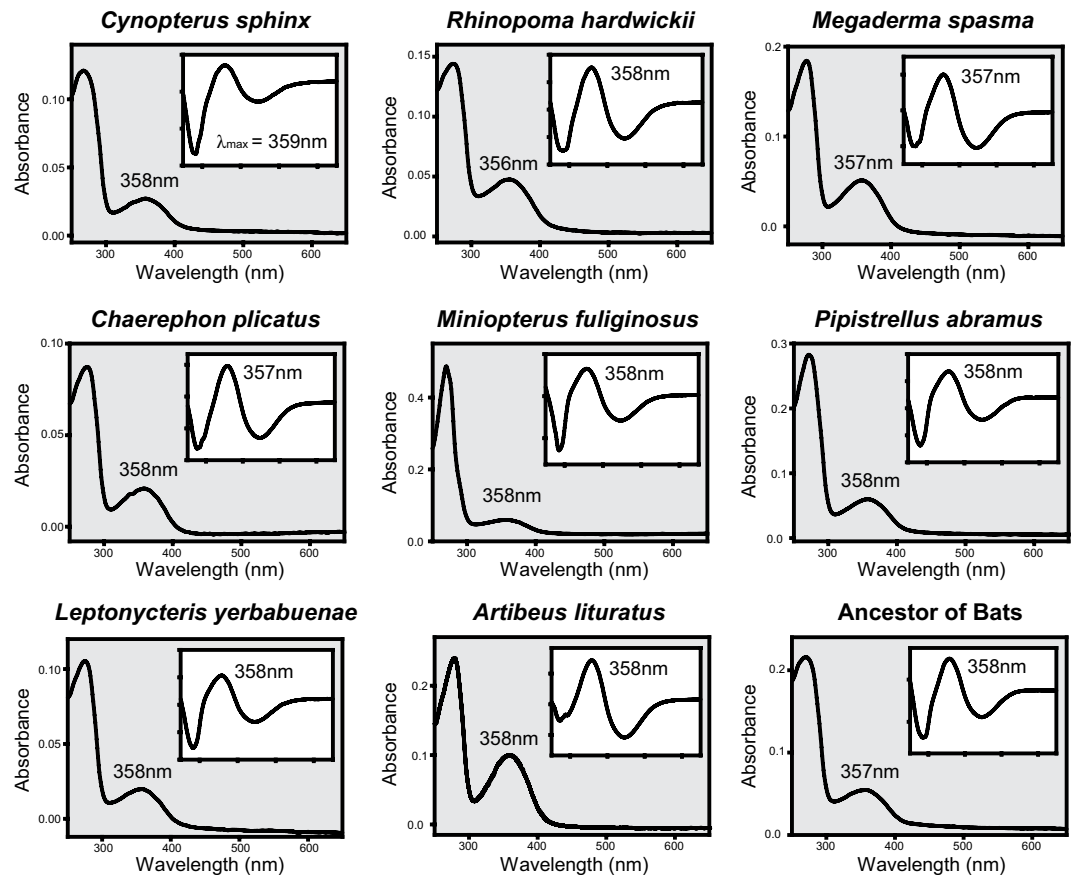 Cynopterus sphinx
Absorbance
0.10
0.05
0.00
358nm
λmax = 359nm
300 400 500 600
Wavelength (nm)
Rhinopoma hardwickii
Absorbance
0.15
0.10
0.05
0.00
356nm
358nm
300 400 500 600
Wavelength (nm)
Megaderma spasma
Absorbance
0.2
0.1
0.0
357nm
357nm
300 400 500 600
Wavelength (nm)
Chaerephon plicatus
Absorbance
0.10
0.05
0.00
358nm
357nm
300 400 500 600
Wavelength (nm)
Miniopterus fuliginosus
Absorbance
0.4
0.2
0.0
358nm
358nm
300 400 500 600
Wavelength (nm)
Pipistrellus abramus
Absorbance
0.3
0.2
0.1
0.0
358nm
358nm
300 400 500 600
Wavelength (nm)
Leptonycteris yerbabuenae
Absorbance
0.10
0.05
0.00
358nm
358nm
300 400 500 600
Wavelength (nm)
Artibeus lituratus
Absorbance
0.2
0.1
0.0
358nm
358nm
300 400 500 600
Wavelength (nm)
Ancestor of Bats
Absorbance
0.2
0.1
0.0
357nm
358nm
300 400 500 600
Wavelength (nm)